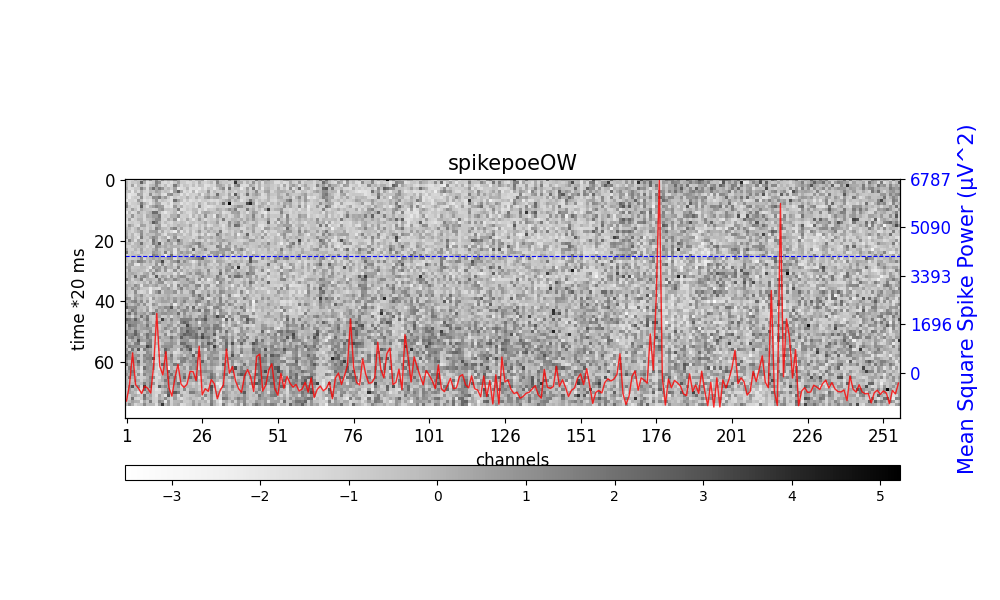 spikepoeOW
0
20
40
60
time *20 ms
6787
5090
3393
1696
0
Mean Square Spike Power (μV^2)
1 26 51 76 101 126 151 176 201 226 251
channels
−3 −2 −1 0 1 2 3 4 5